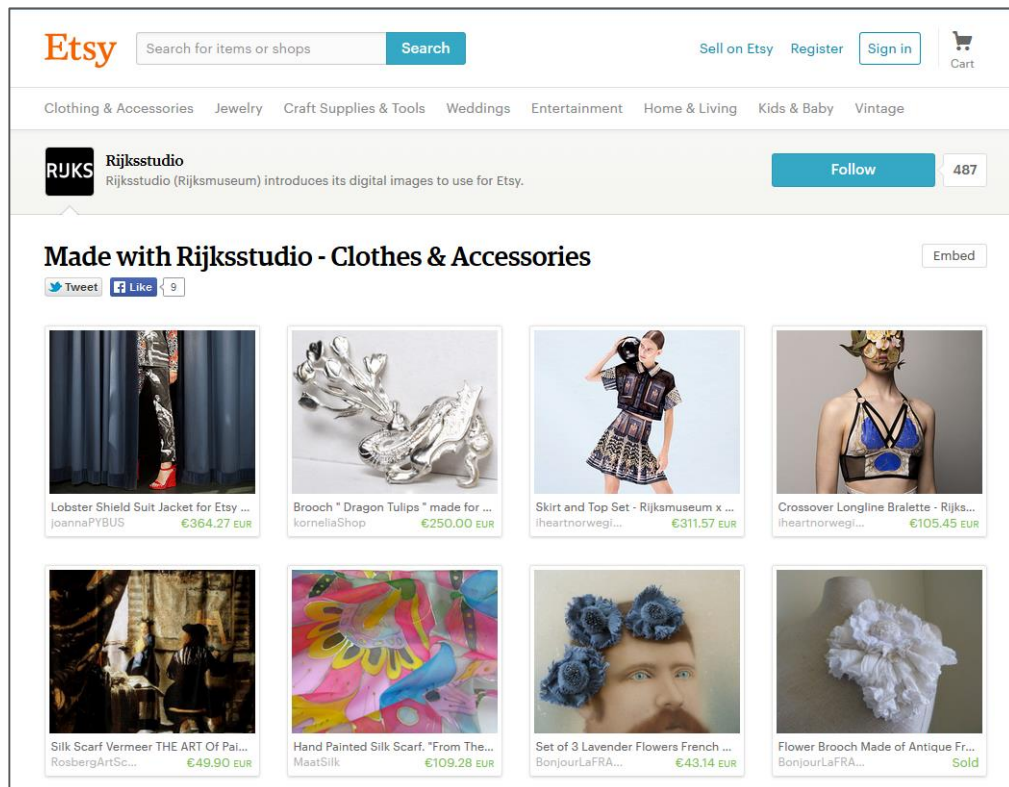 Etsy
Search for items or shops
Search
Sell on Etsy
Register
Sign in
Cart
Clothing & Accessories Jewelry Craft Supplies & Tools Weddings Entertainment Home & Living Kids & Baby Vintage
RIJKS
Rijksstudio
Rijksstudio (Rijksmuseum) introduces its digital images to use for Etsy.
Follow
487
Made with Rijksstudio - Clothes & Accessories
Embed
Tweet
Like
9
Lobster Shield Suit Jacket for Etsy ...
joannaPYBUS €364.27 EUR
Brooch " Dragon Tulips " made for ...
korneliaShop €250.00 EUR
Skirt and Top Set - Rijksmuseum x ...
iheartnorwegi... €311.57 EUR
Crossover Longline Bralette - Rijks...
iheartnorwegi... €105.45 EUR
Silk Scarf Vermeer THE ART Of Pai...
RosbergArtSc... €49.90 EUR
Hand Painted Silk Scarf. "From The...
MaatSilk €109.28 EUR
Set of 3 Lavender Flowers French ...
BonjourLaFRA... €43.14 EUR
Flower Brooch Made of Antique Fr...
BonjourLaFRA... Sold